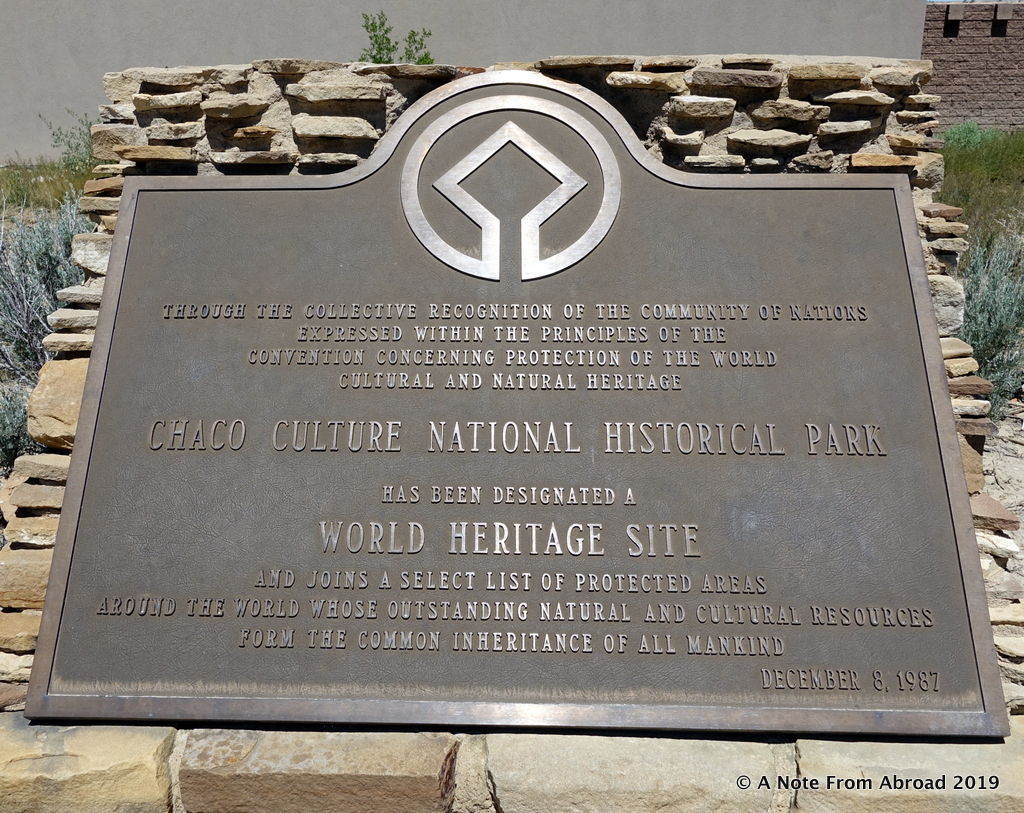 THROUGH THE COLLECTIVE RECOGNITION OF THE COMMUNITY OF NATIONS
EXPRESSED WITHIN THE PRINCIPLES OF THE
CONVENTION CONCERNING PROTECTION OF THE WORLD
CULTURAL AND NATURAL HERITAGE
CHACO CULTURE NATIONAL HISTORICAL PARK
HAS BEEN DESIGNATED A
WORLD HERITAGE SITE
AND JOINS A SELECT LIST OF PROTECTED AREAS
AROUND THE WORLD WHOSE OUTSTANDING NATURAL AND CULTURAL RESOURCES
FORM THE COMMON INHERITANCE OF ALL MANKIND
DECEMBER 8, 1987
© A Note From Abroad 2019